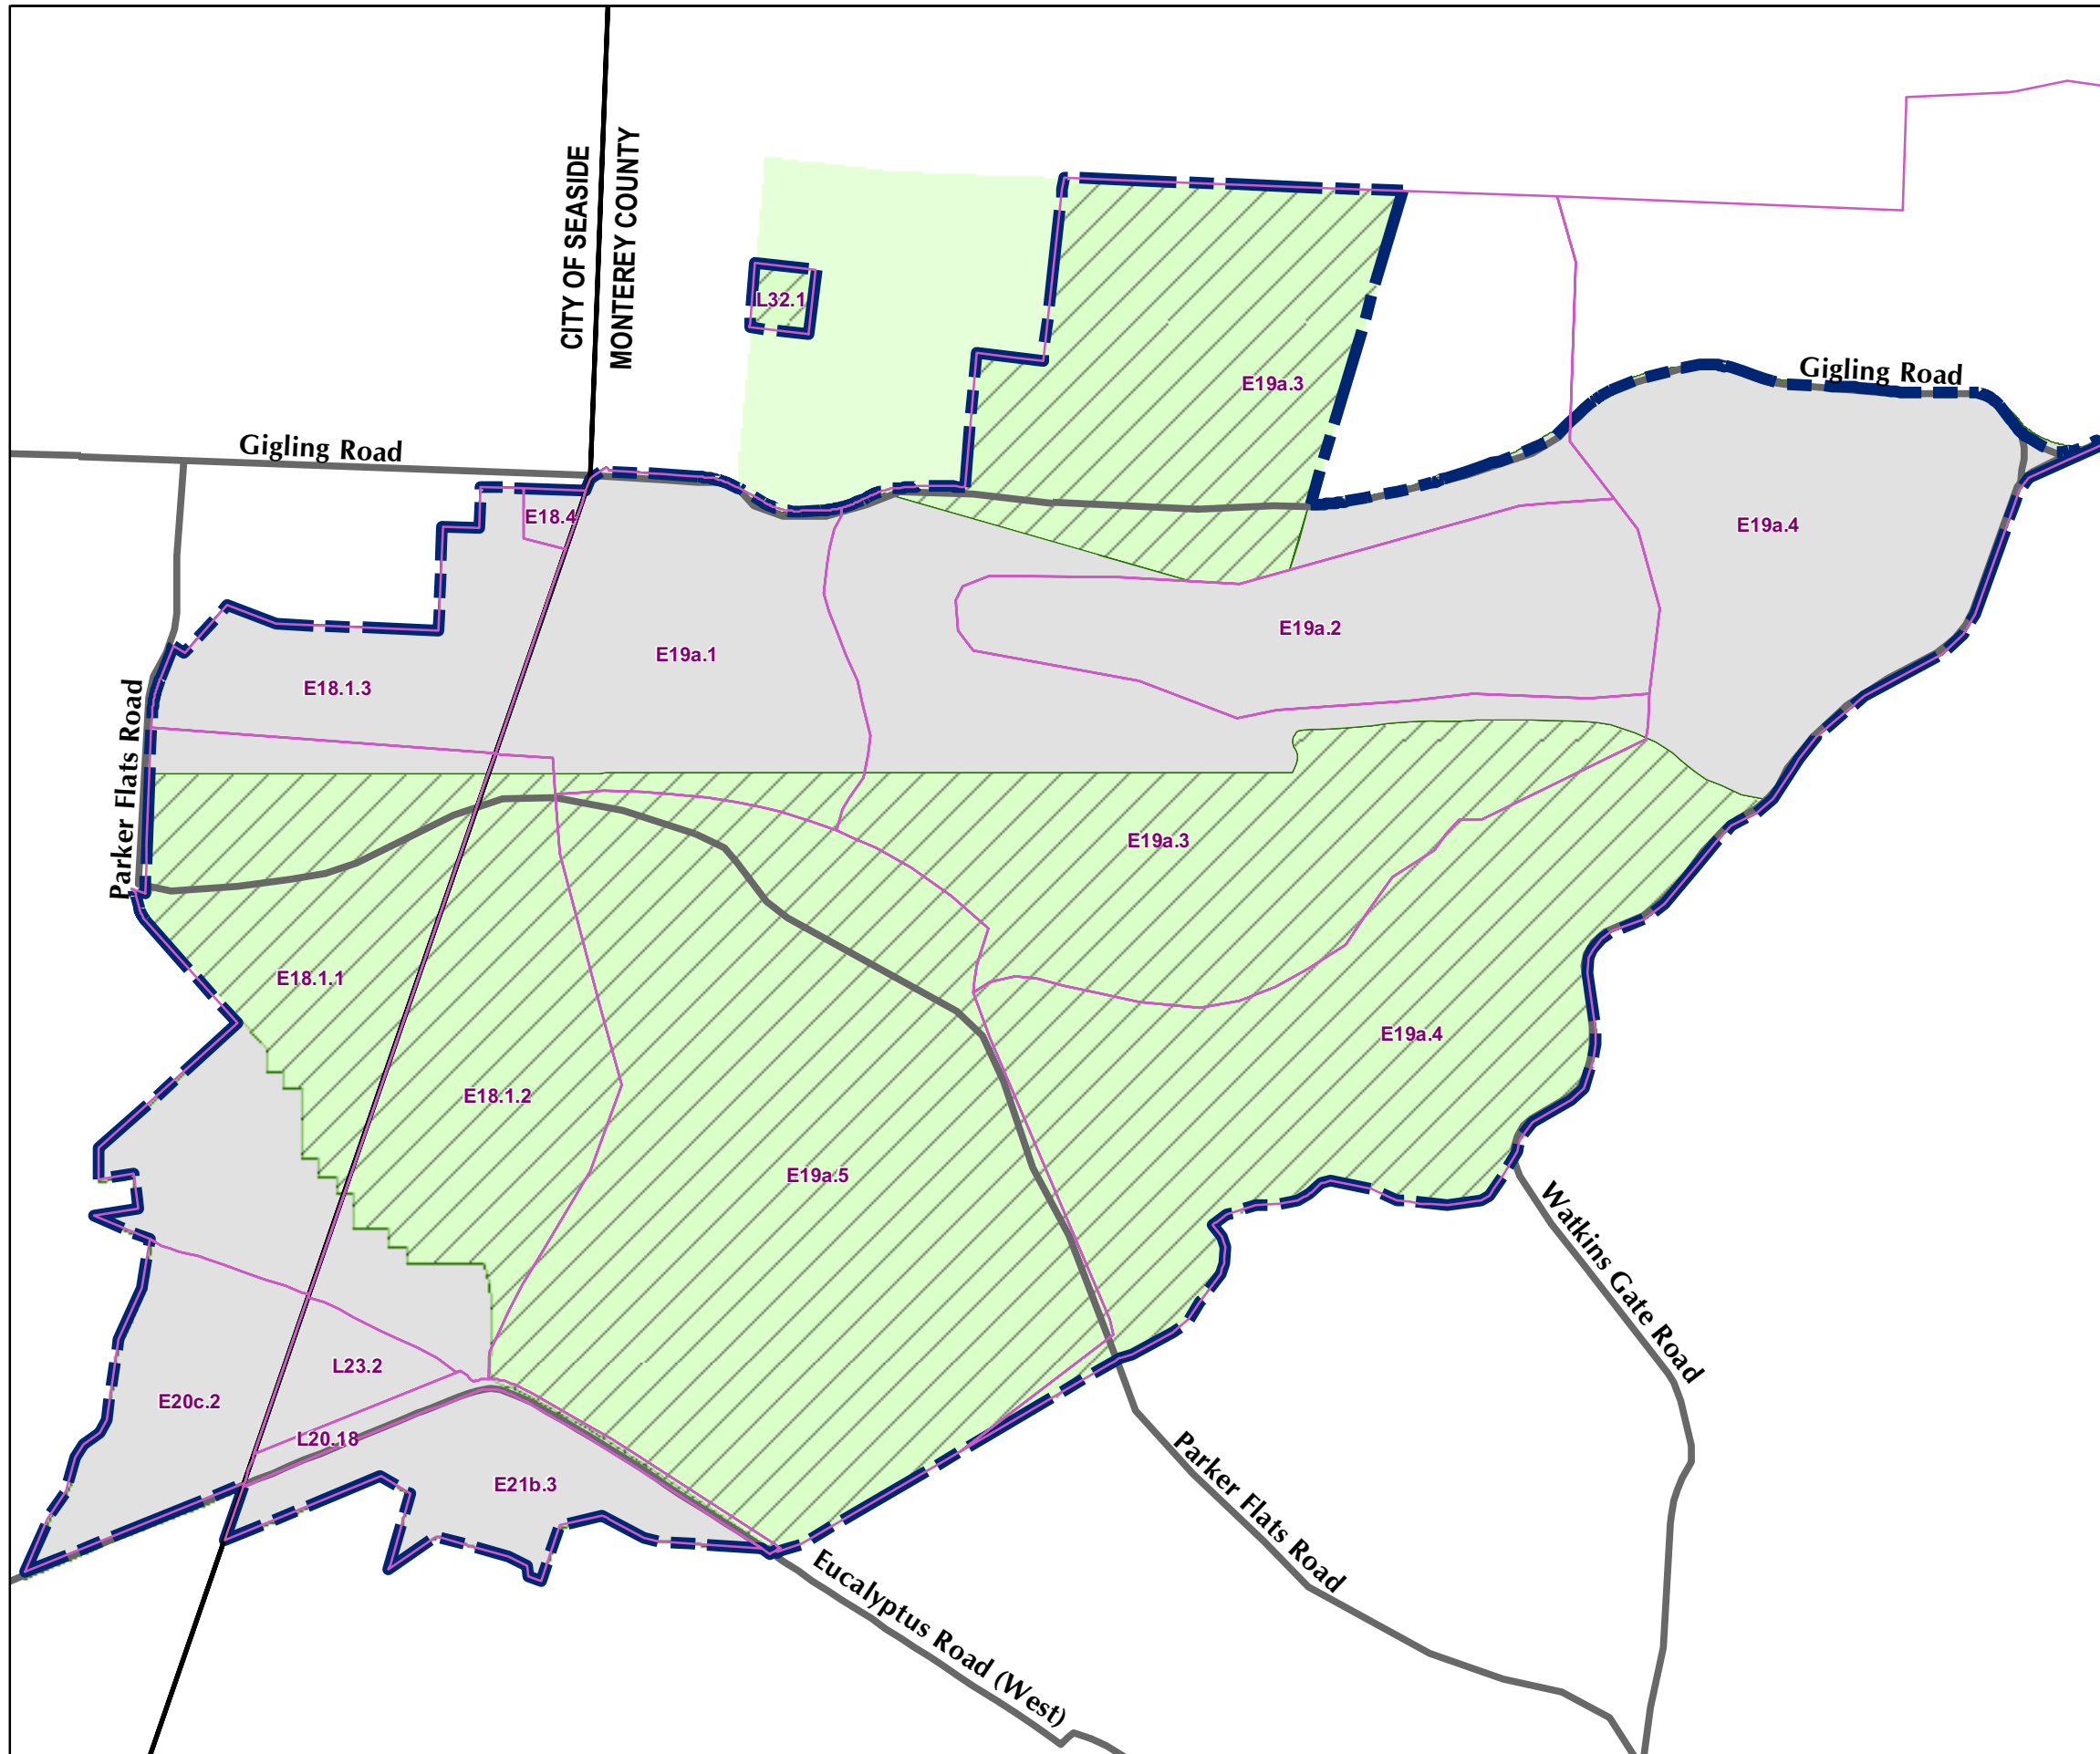 CITY OF SEASIDE
MONTEREY COUNTY
L32.1
E19a.3
Gigling Road
Gigling Road
E18.4
E19a.4
E19a.2
E19a.1
E18.1.3
Parker Flats Road
E19a.3
E18.1.1
E19a.4
E18.1.2
E19a.5
Watkins Gate Road
L23.2
E20c.2
L20.18
E21b.3
Parker Flats Road
Eucalyptus Road (West)